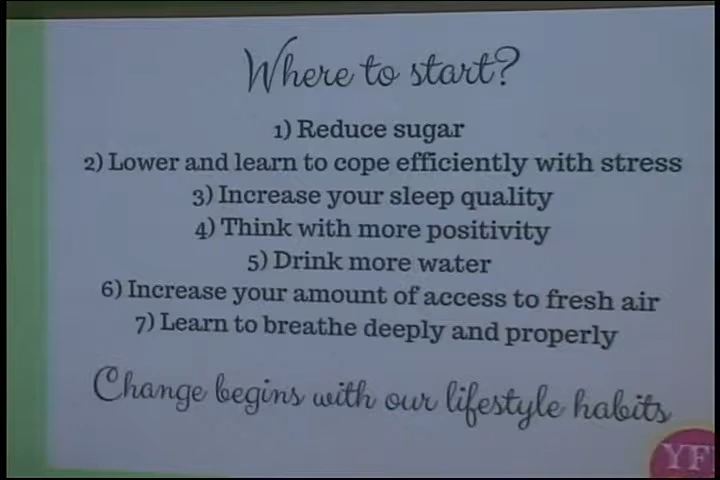 Where to start?
1) Reduce sugar
2) Lower and learn to cope efficiently with stress
3) Increase your sleep quality
4) Think with more positivity
5) Drink more water
6) Increase your amount of access to fresh air
7) Learn to breathe deeply and properly
Change begins with our lifestyle habits
YF